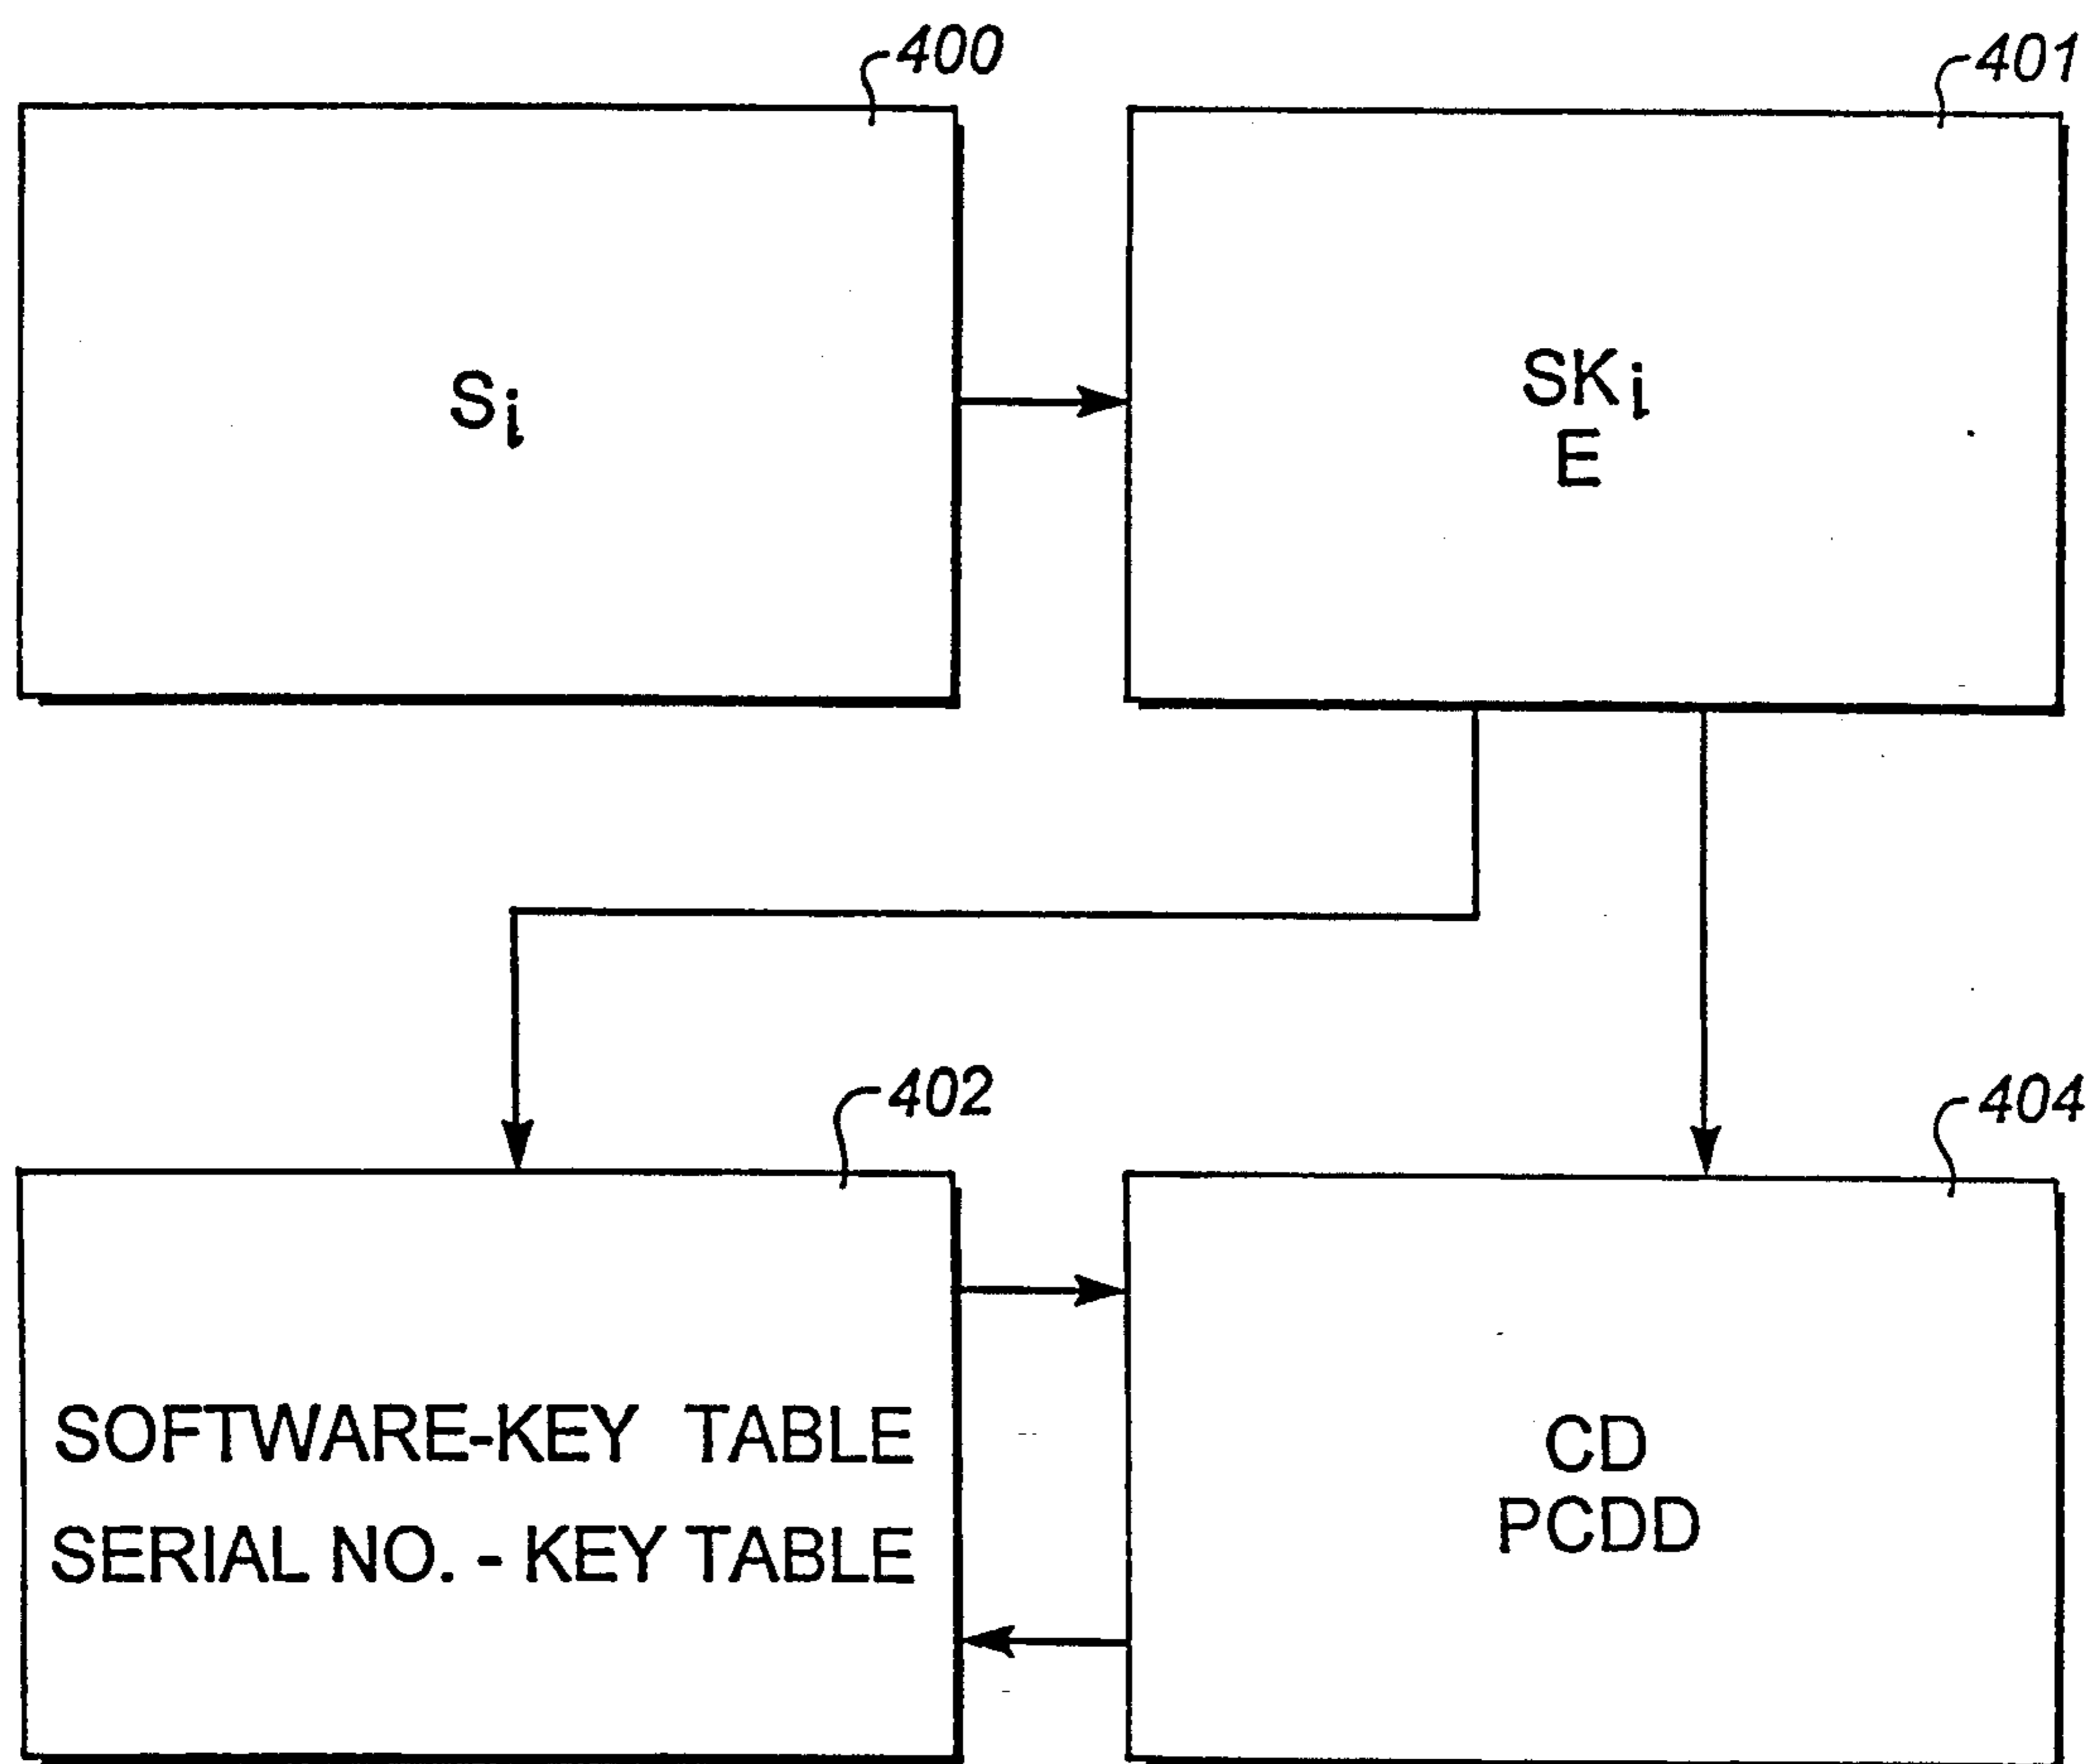 400
401
Si
SKi
E
402
404
SOFTWARE-KEY TABLE
SERIAL NO. - KEY TABLE
CD
PCDD